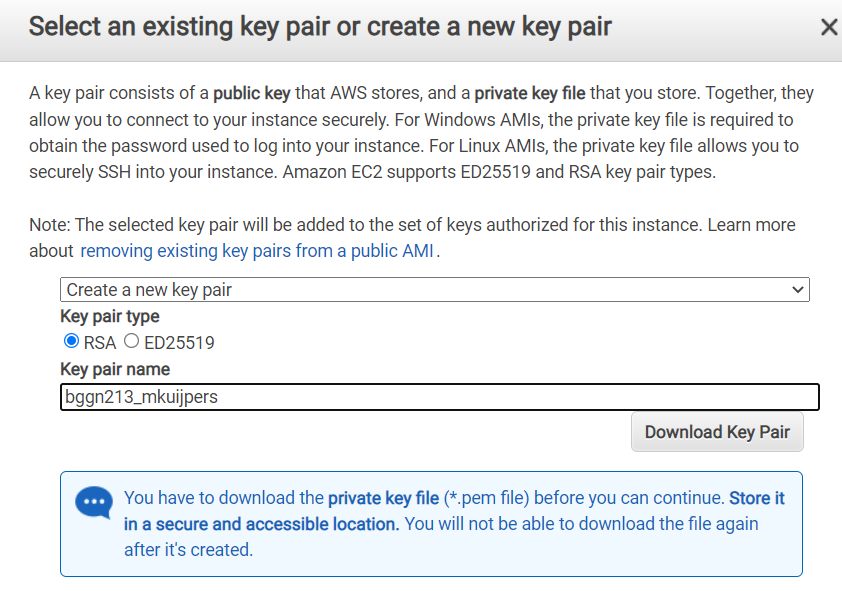 Select an existing key pair or create a new key pair
A key pair consists of a public key that AWS stores, and a private key file that you store. Together, they
allow you to connect to your instance securely. For Windows AMIs, the private key file is required to
obtain the password used to log into your instance. For Linux AMIs, the private key file allows you to
securely SSH into your instance. Amazon EC2 supports ED25519 and RSA key pair types.
Note: The selected key pair will be added to the set of keys authorized for this instance. Learn more
about removing existing key pairs from a public AMI.
Create a new key pair
Key pair type
RSA ED25519
Key pair name
bggn213_mkuijpers
Download Key Pair
You have to download the private key file (*.pem file) before you can continue. Store it
in a secure and accessible location. You will not be able to download the file again
after it's created.